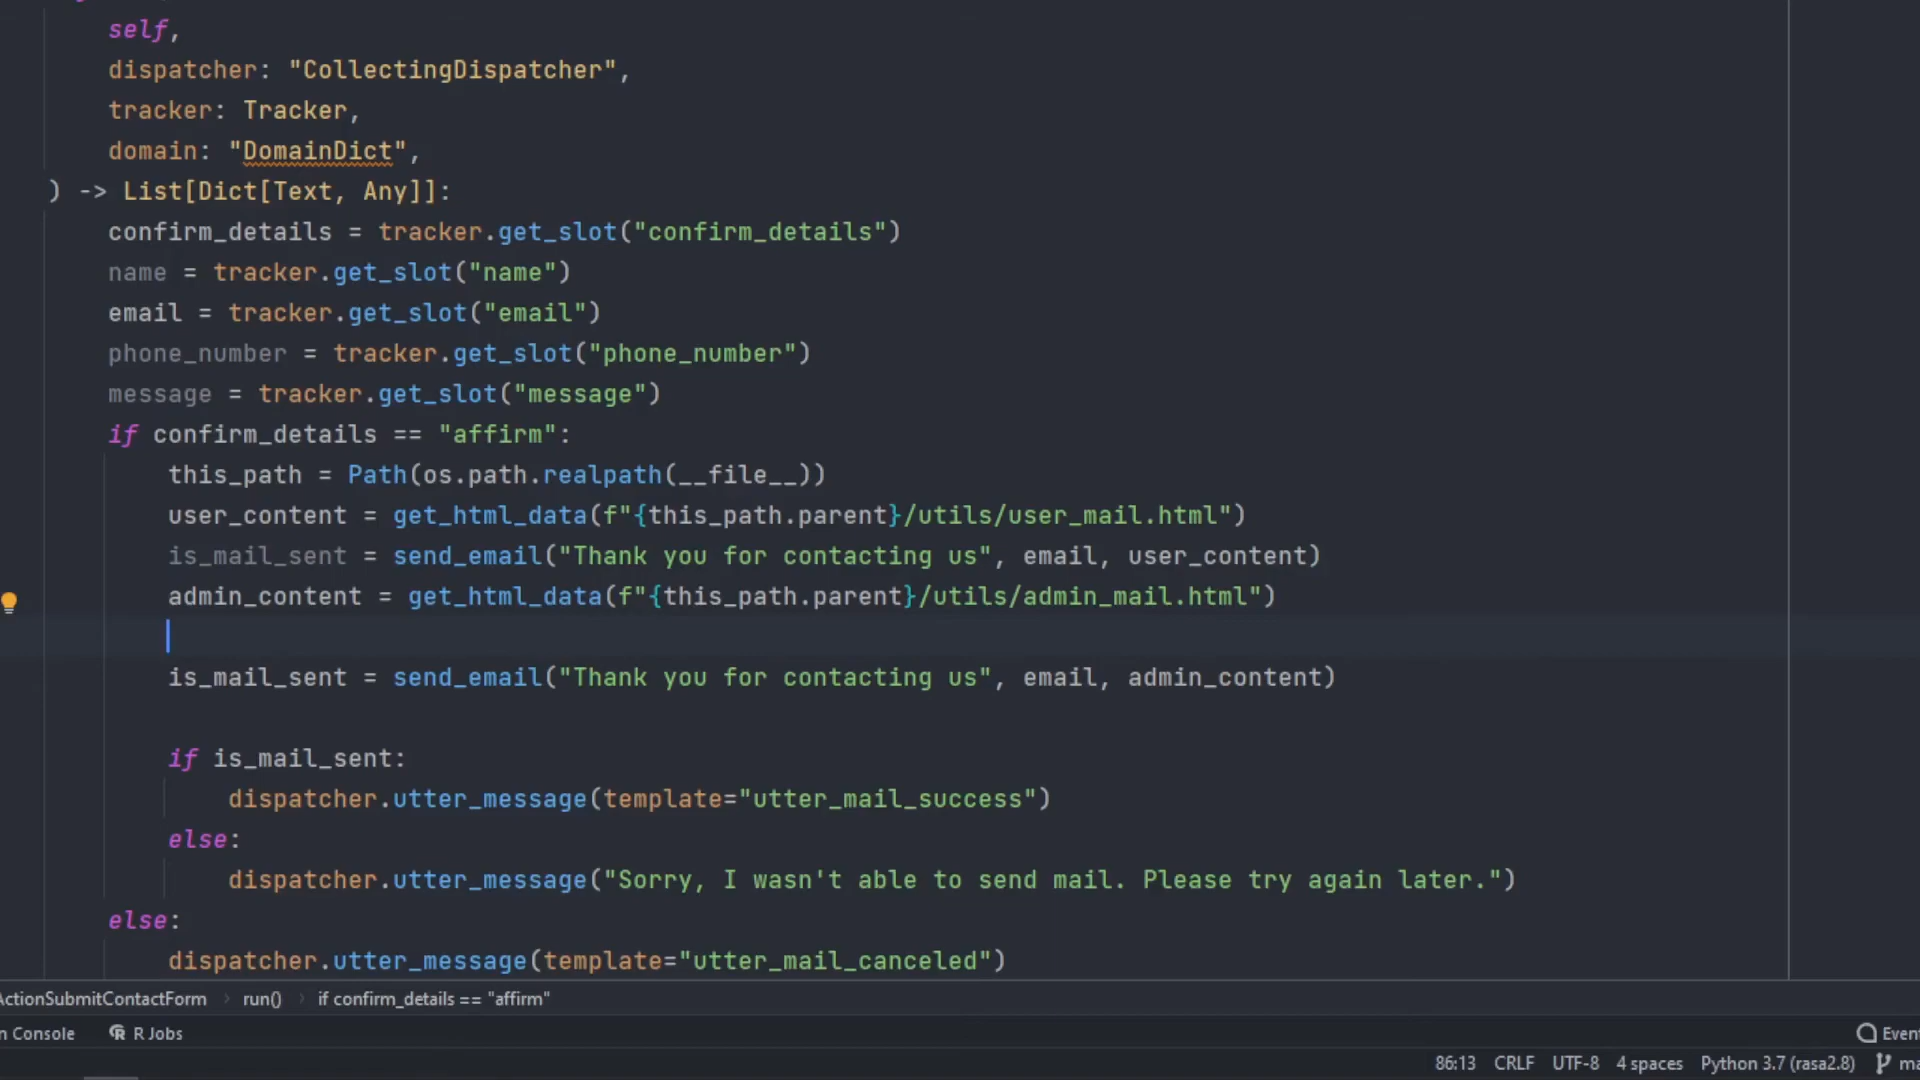 self,
dispatcher: "CollectingDispatcher",
tracker: Tracker,
domain: "DomainDict",
) -> List[Dict[Text, Any]]:
confirm_details = tracker.get_slot("confirm_details")
name = tracker.get_slot("name")
email = tracker.get_slot("email")
phone_number = tracker.get_slot("phone_number")
message = tracker.get_slot("message")
if confirm_details == "affirm":
this_path = Path(os.path.realpath(__file__))
user_content = get_html_data(f"{this_path.parent}/utils/user_mail.html")
is_mail_sent = send_email("Thank you for contacting us", email, user_content)
admin_content = get_html_data(f"{this_path.parent}/utils/admin_mail.html")
is_mail_sent = send_email("Thank you for contacting us", email, admin_content)
if is_mail_sent:
dispatcher.utter_message(template="utter_mail_success")
else:
dispatcher.utter_message("Sorry, I wasn't able to send mail. Please try again later.")
else:
dispatcher.utter_message(template="utter_mail_canceled")
ActionSubmitContactForm > run() > if confirm_details == "affirm"
n Console R Jobs Event
86:13 CRLF UTF-8 4 spaces Python 3.7 (rasa2.8) ma